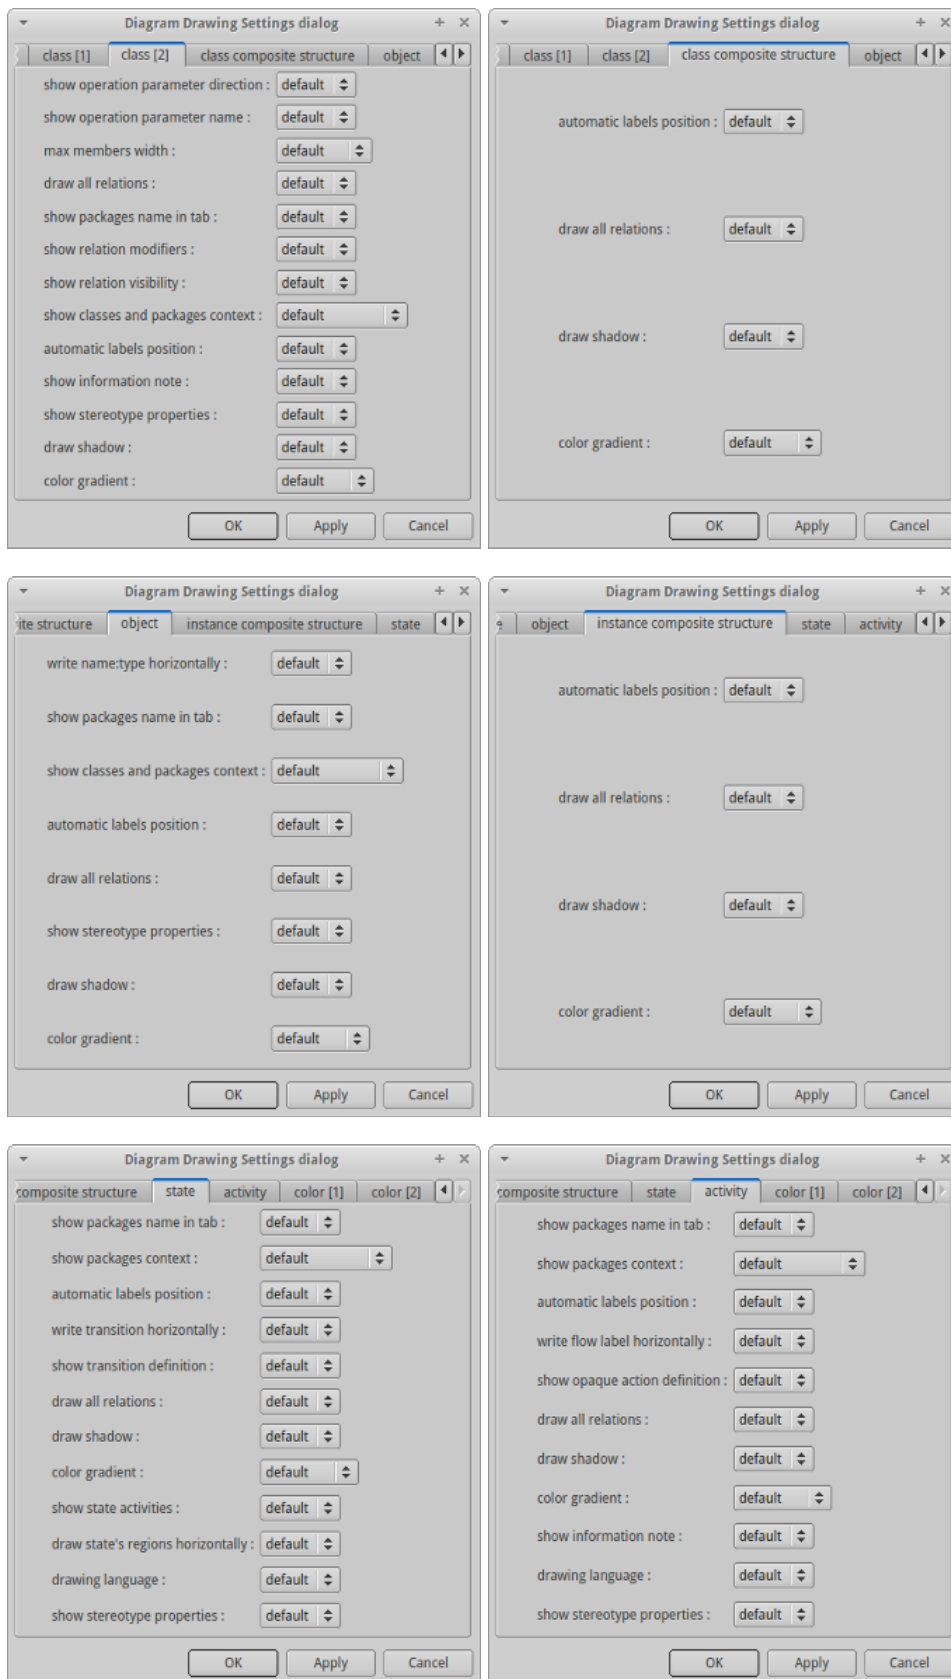 Diagram Drawing Settings dialog
class [1] class [2] class composite structure object
show operation parameter direction : default
show operation parameter name : default
max members width : default
draw all relations : default
show packages name in tab : default
show relation modifiers : default
show relation visibility : default
show classes and packages context : default
automatic labels position : default
show information note : default
show stereotype properties : default
draw shadow : default
color gradient : default
OK Apply Cancel
Diagram Drawing Settings dialog
class [1] class [2] class composite structure object
automatic labels position : default
draw all relations : default
draw shadow : default
color gradient : default
OK Apply Cancel
Diagram Drawing Settings dialog
ite structure object instance composite structure state
write name:type horizontally : default
show packages name in tab : default
show classes and packages context : default
automatic labels position : default
draw all relations : default
show stereotype properties : default
draw shadow : default
color gradient : default
OK Apply Cancel
Diagram Drawing Settings dialog
e object instance composite structure state activity
automatic labels position : default
draw all relations : default
draw shadow : default
color gradient : default
OK Apply Cancel
Diagram Drawing Settings dialog
composite structure state activity color [1] color [2]
show packages name in tab : default
show packages context : default
automatic labels position : default
write transition horizontally : default
show transition definition : default
draw all relations : default
draw shadow : default
color gradient : default
show state activities : default
draw state's regions horizontally : default
drawing language : default
show stereotype properties : default
OK Apply Cancel
Diagram Drawing Settings dialog
composite structure state activity color [1] color [2]
show packages name in tab : default
show packages context : default
automatic labels position : default
write flow label horizontally : default
show opaque action definition : default
draw all relations : default
draw shadow : default
color gradient : default
show information note : default
drawing language : default
show stereotype properties : default
OK Apply Cancel